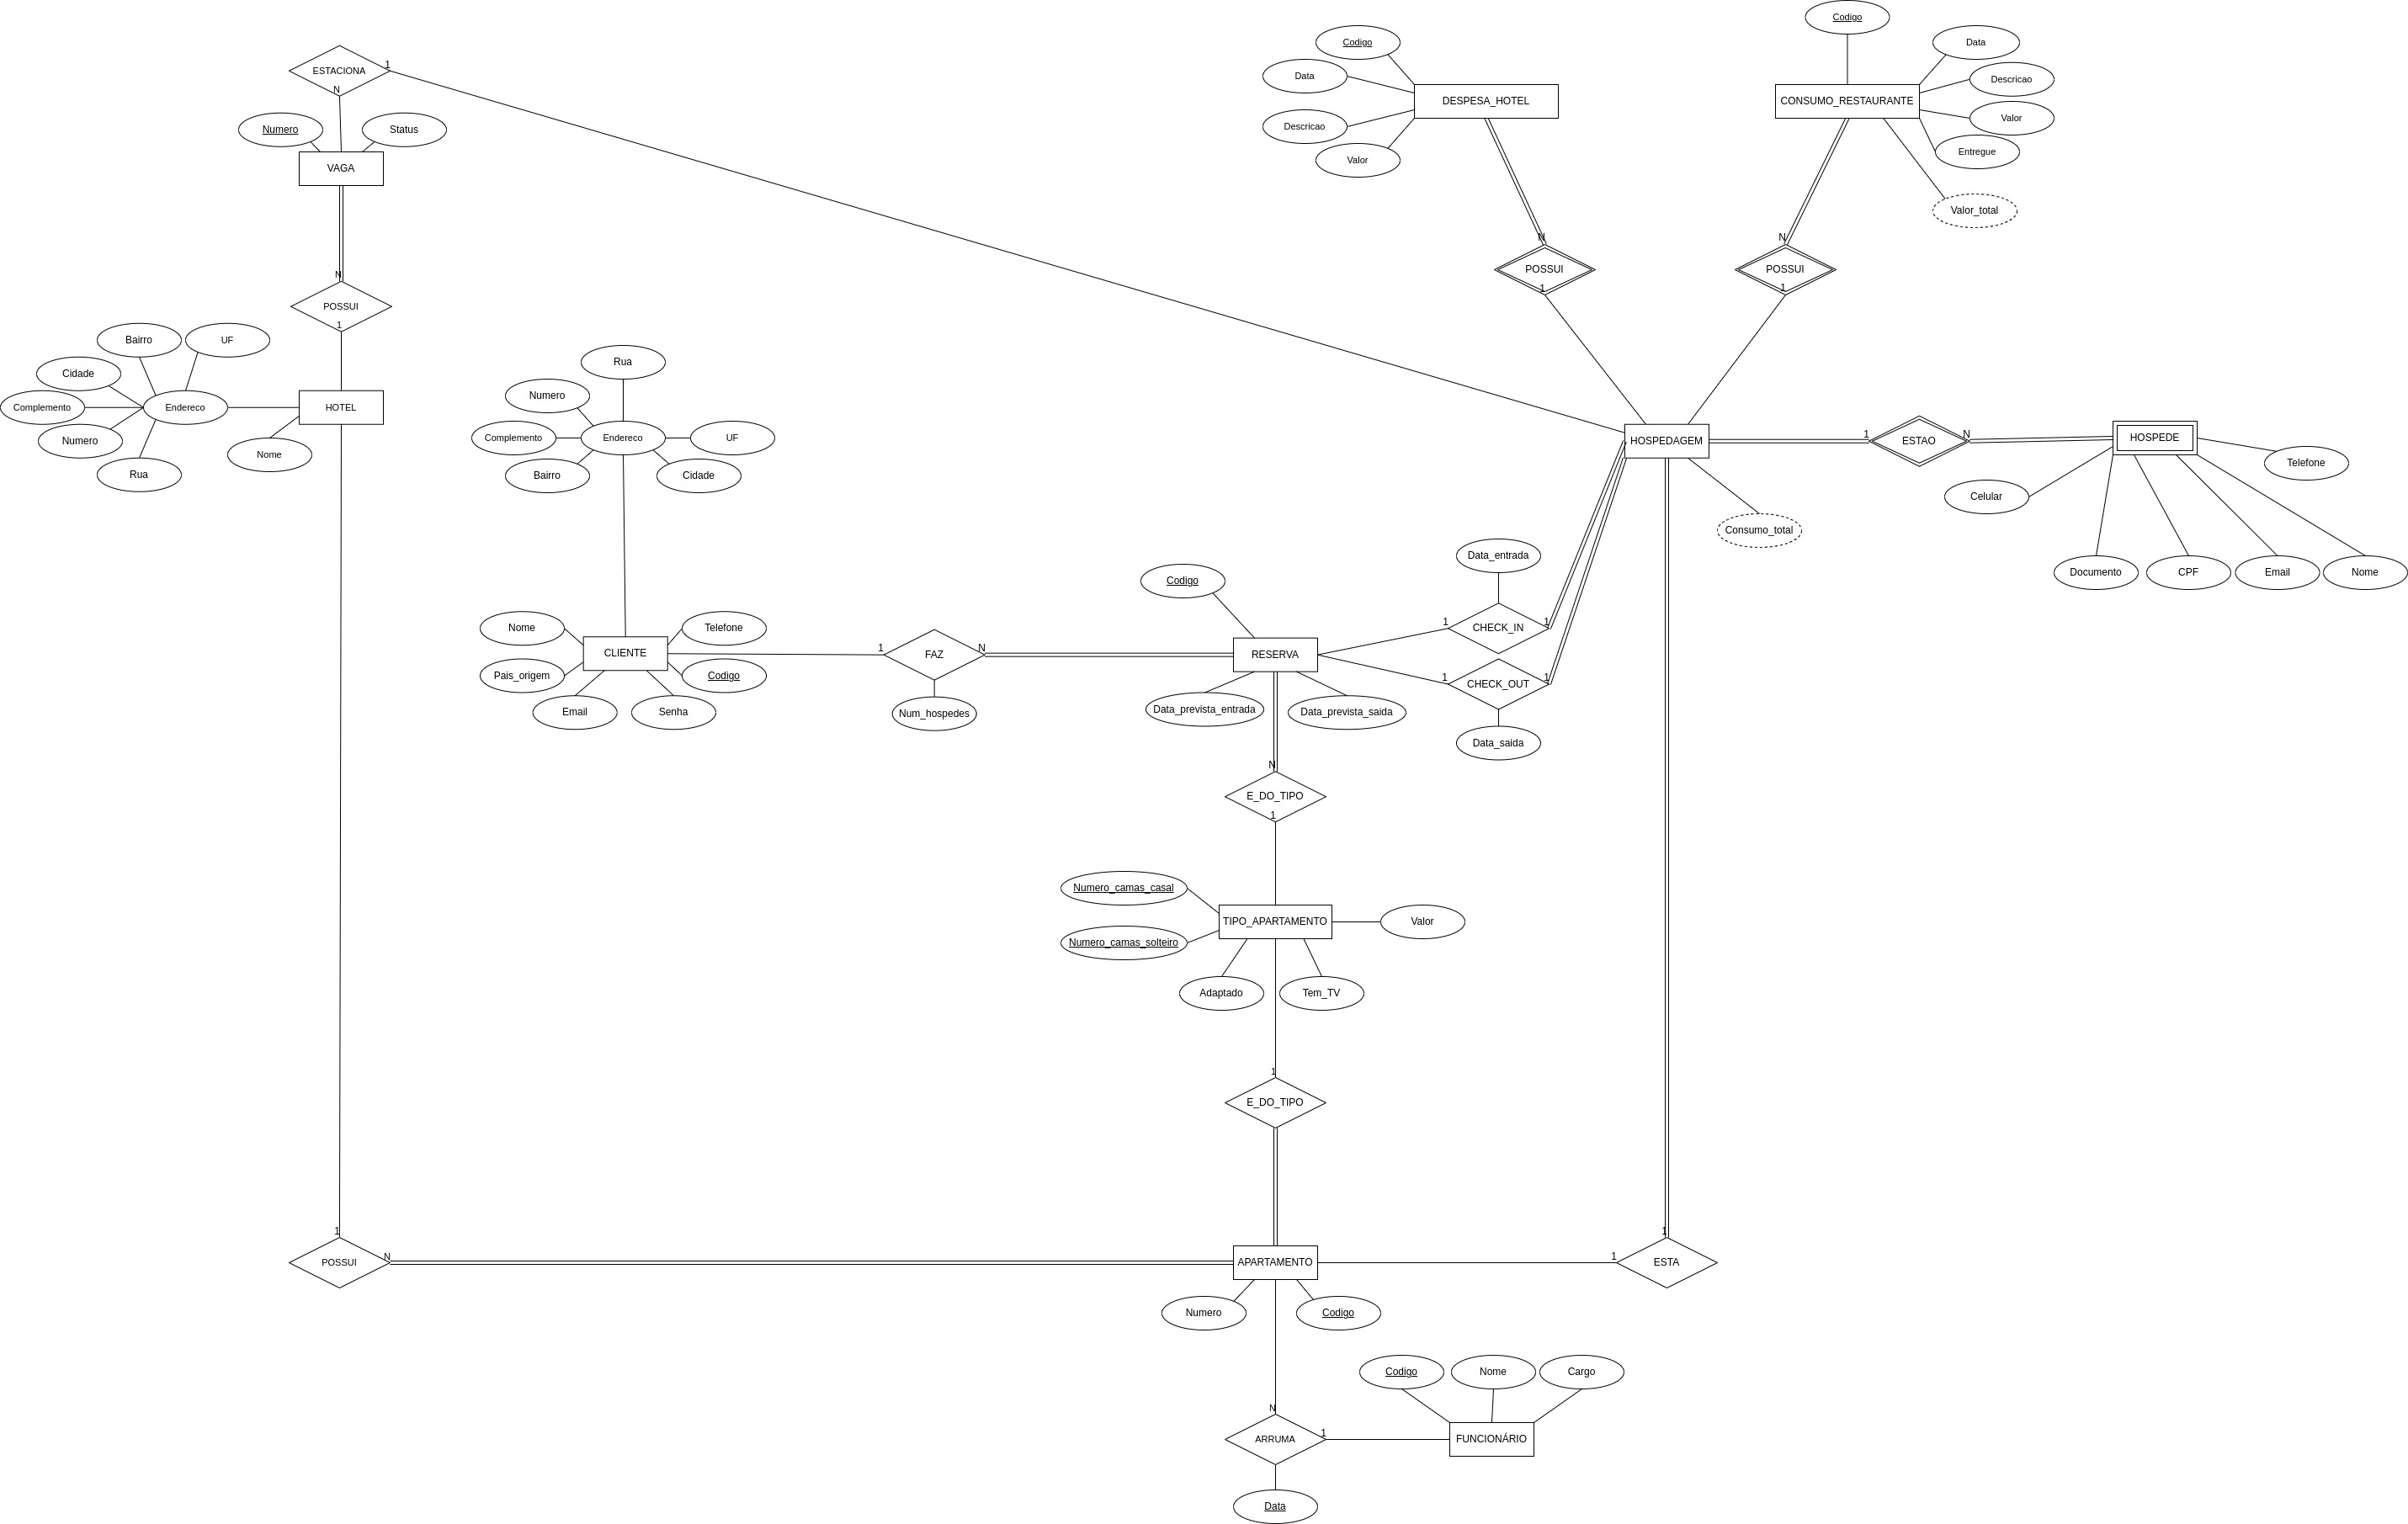 Codigo
Codigo
Data
DESPESA_HOTEL
Data
Descricao
Valor
CONSUMO_RESTAURANTE
Data
Descricao
Valor
Entregue
Valor_total
ESTACIONA
1
N
Numero
Status
VAGA
N
POSSUI
1
N
POSSUI
1
N
POSSUI
1
Bairro
UF
Cidade
Complemento
Endereco
HOTEL
Numero
Nome
Rua
Rua
Numero
Complemento
Endereco
UF
Bairro
Cidade
HOSPEDAGEM
1
ESTAO
N
HOSPEDE
Telefone
Celular
Consumo_total
Documento
CPF
Email
Nome
Data_entrada
Codigo
Nome
Telefone
CLIENTE
Pais_origem
Codigo
Email
Senha
1
FAZ
N
Num_hospedes
RESERVA
1
CHECK_IN
1
1
CHECK_OUT
1
Data_prevista_entrada
Data_prevista_saida
Data_saida
N
E_DO_TIPO
1
Numero_camas_casal
TIPO_APARTAMENTO
Valor
Numero_camas_solteiro
Adaptado
Tem_TV
1
E_DO_TIPO
1
POSSUI
N
APARTAMENTO
1
1
ESTA
Numero
Codigo
Codigo
Nome
Cargo
N
ARRUMA
1
FUNCIONÁRIO
Data